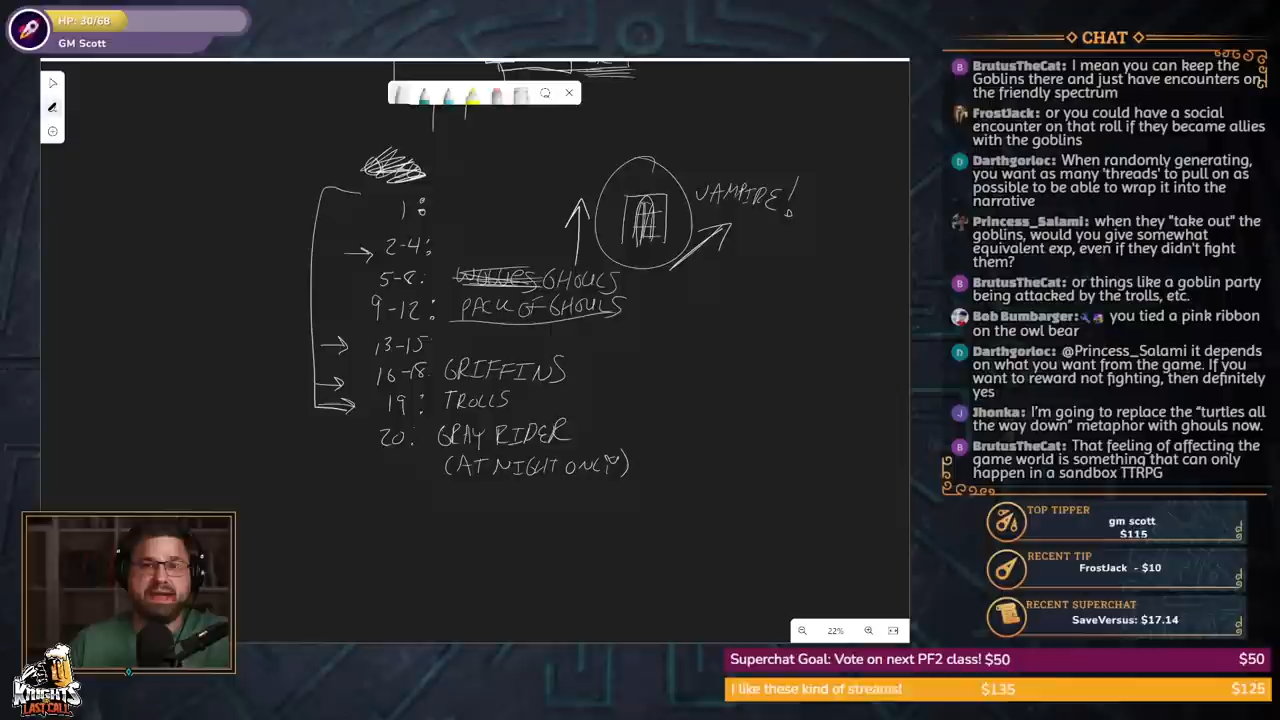 HP: 30/68
GM Scott
1:
2-4:
5-8: WOLVES GHOULS
9-12: PACK OF GHOULS
13-15
16-18: GRIFFINS
19: TROLLS
20: GRAY RIDER
(AT NIGHT ONLY)
VAMPIRE!
22%
KNIGHTS
LAST CALL
CHAT
BrutusTheCat: I mean you can keep the
Goblins there and just have encounters on
the friendly spectrum
FrostJack: or you could have a social
encounter on that roll if they became allies
with the goblins
Darthgorloc: When randomly generating,
you want as many 'threads' to pull on as
possible to be able to wrap it into the
narrative
Princess_Salami: when they "take out" the
goblins, would you give somewhat
equivalent exp, even if they didn't fight
them?
BrutusTheCat: or things like a goblin party
being attacked by the trolls, etc.
Bob Bumbarger: you tied a pink ribbon
on the owl bear
Darthgorloc: @Princess_Salami it depends
on what you want from the game. If you
want to reward not fighting, then definitely
yes
Jhonka: I'm going to replace the "turtles all
the way down" metaphor with ghouls now.
BrutusTheCat: That feeling of affecting the
game world is something that can only
happen in a sandbox TTRPG
TOP TIPPER
gm scott
$115
RECENT TIP
FrostJack - $10
RECENT SUPERCHAT
SaveVersus: $17.14
Superchat Goal: Vote on next PF2 class! $50 $50
I like these kind of streams! $135 $125